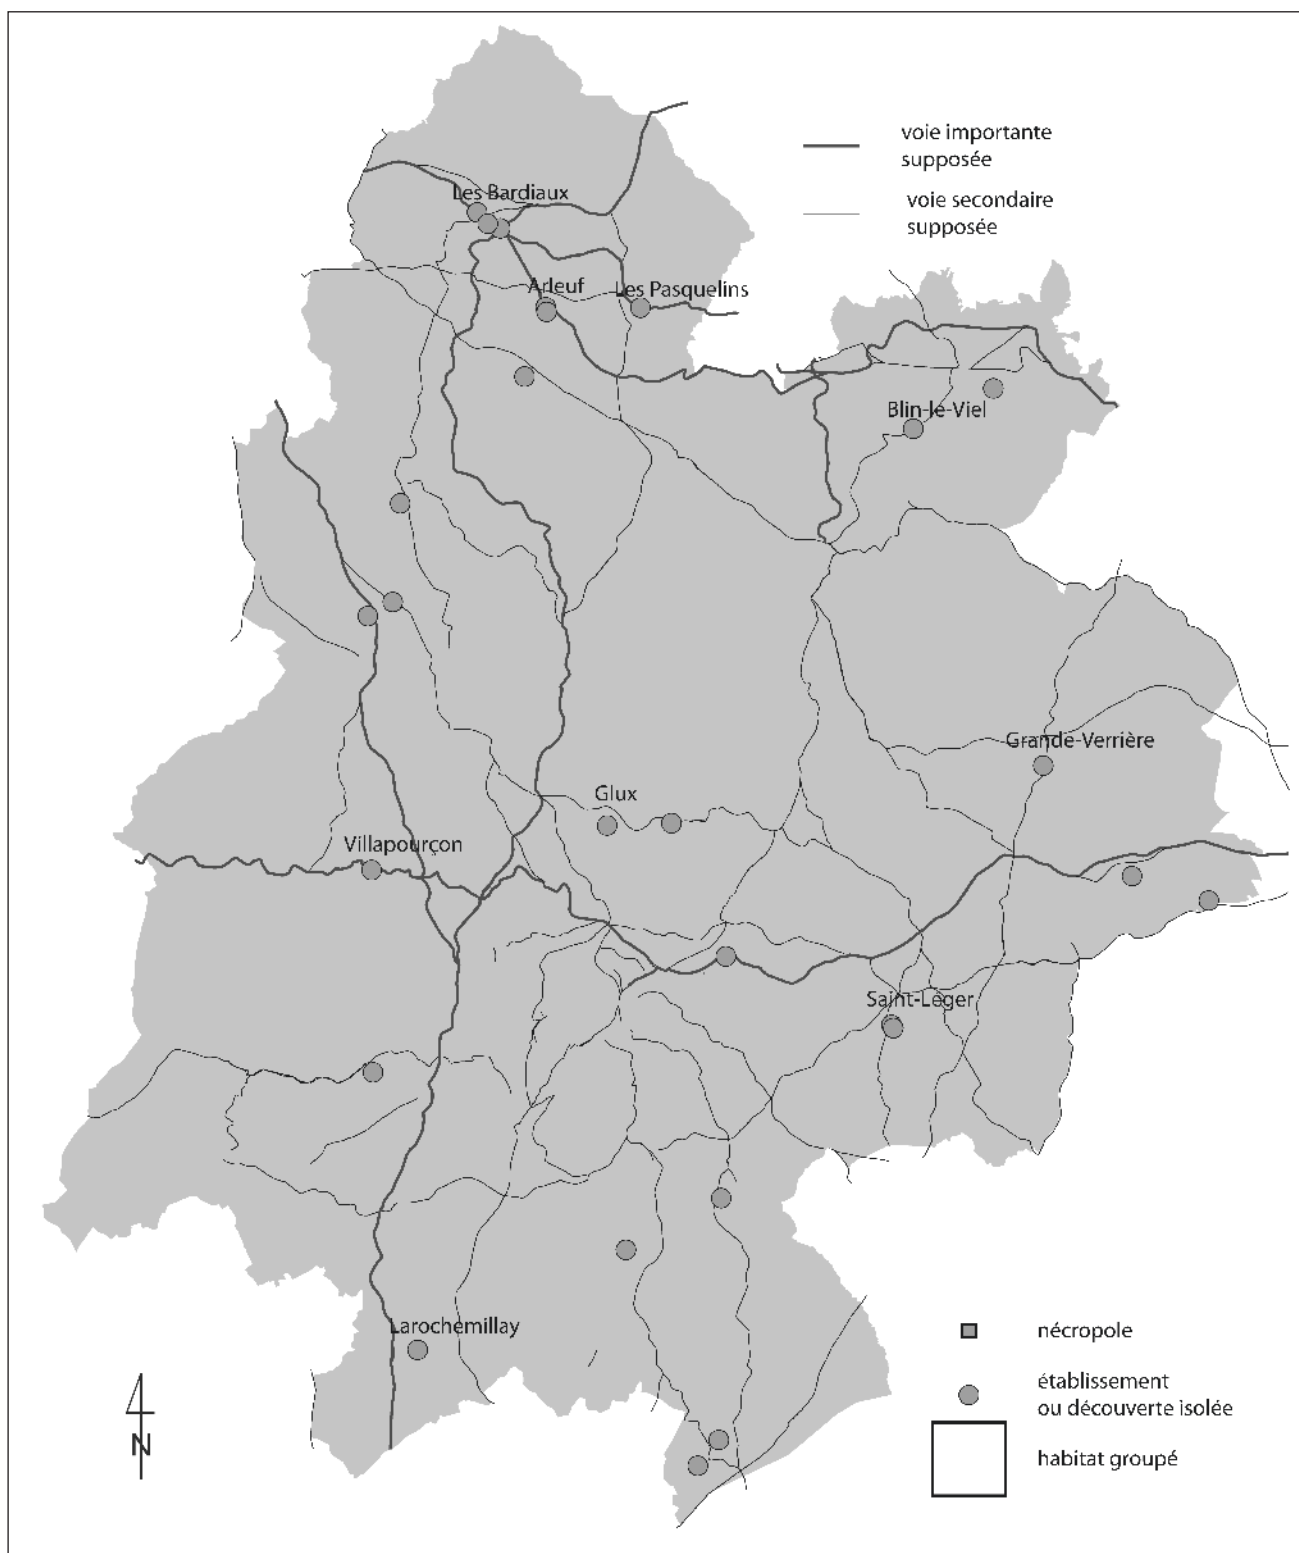 voie importante
supposée
voie secondaire
supposée
Les Bardiaux
Arleuf
Les Pasquelins
Blin-le-Viel
Grande-Verrière
Glux
Villapourçon
Saint-Léger
Larochemillay
nécropole
établissement
ou découverte isolée
habitat groupé
N